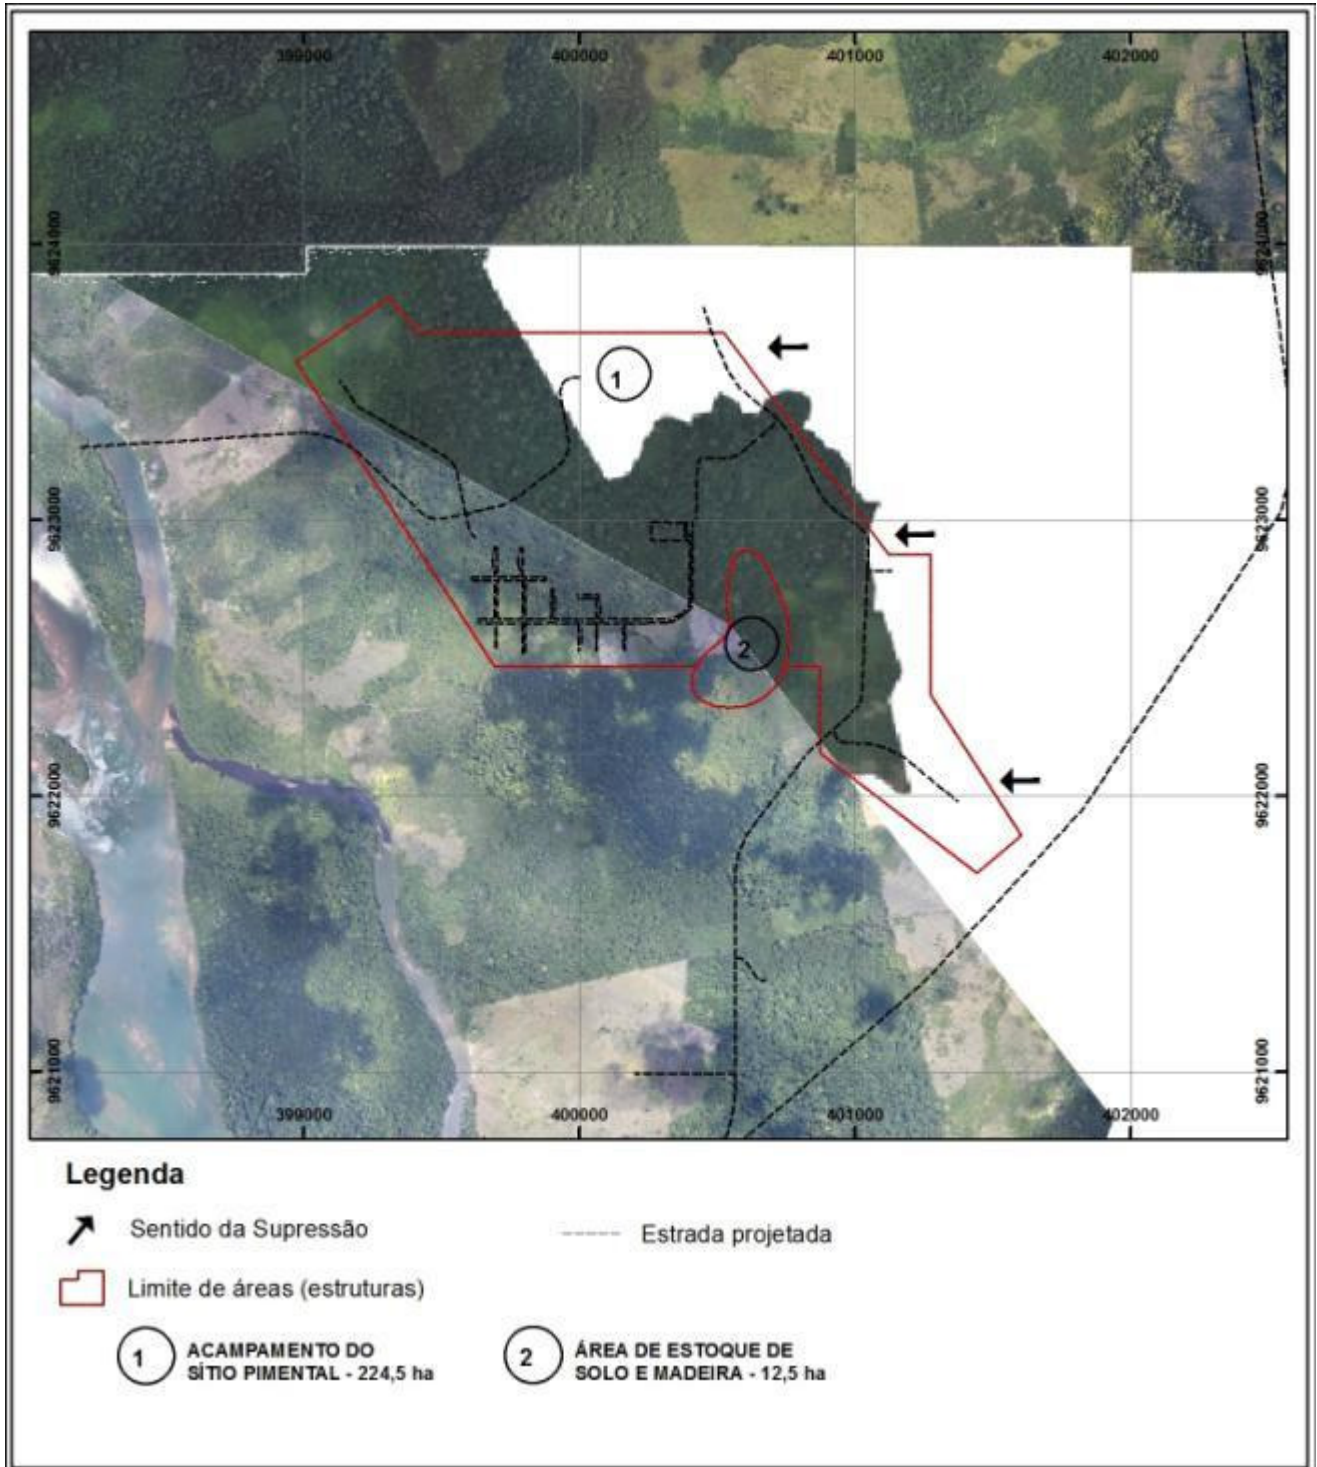 399000 400000 401000 402000
9624000 9624000
1
9623000 9623000
2
9622000 9622000
9621000 9621000
399000 400000 401000 402000
Legenda
Sentido da Supressão
Estrada projetada
Limite de áreas (estruturas)
1
ACAMPAMENTO DO
SÍTIO PIMENTAL - 224,5 ha
2
ÁREA DE ESTOQUE DE
SOLO E MADEIRA - 12,5 ha